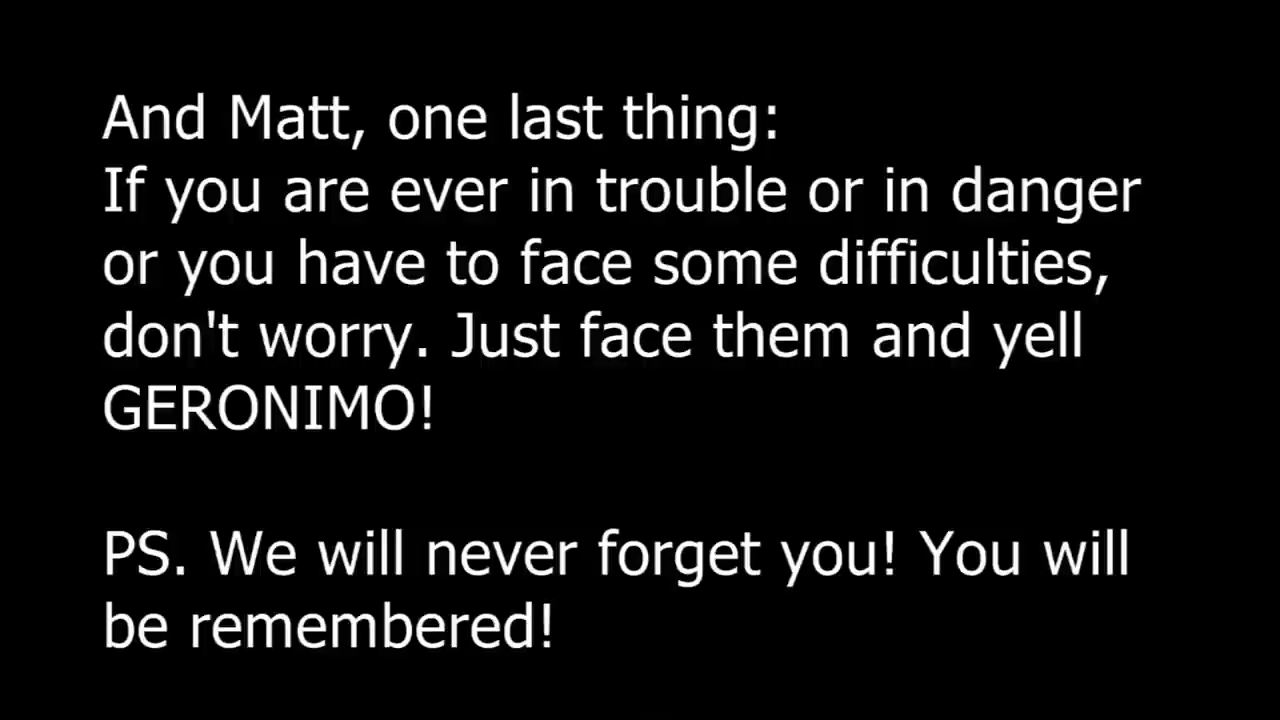 And Matt, one last thing:
If you are ever in trouble or in danger
or you have to face some difficulties,
don't worry. Just face them and yell
GERONIMO!
PS. We will never forget you! You will
be remembered!